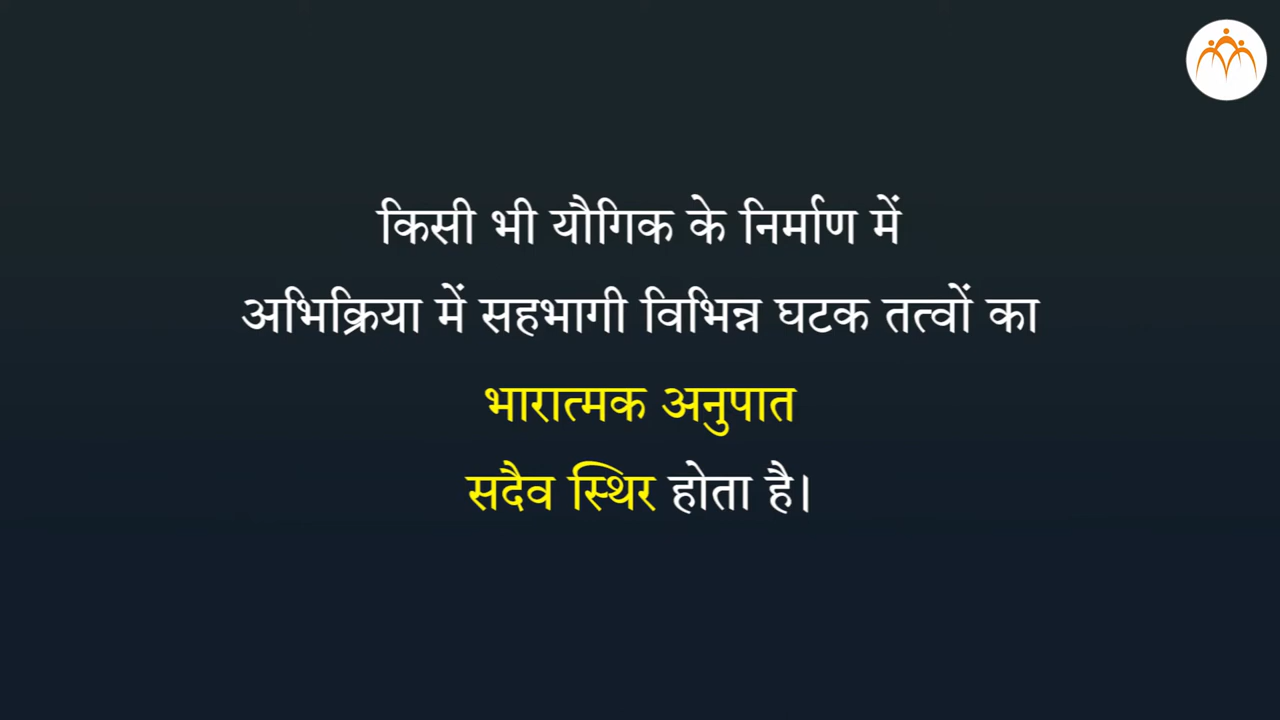 किसी भी यौगिक के निर्माण में
अभिक्रिया में सहभागी विभिन्न घटक तत्वों का
भारात्मक अनुपात
सदैव स्थिर होता है।